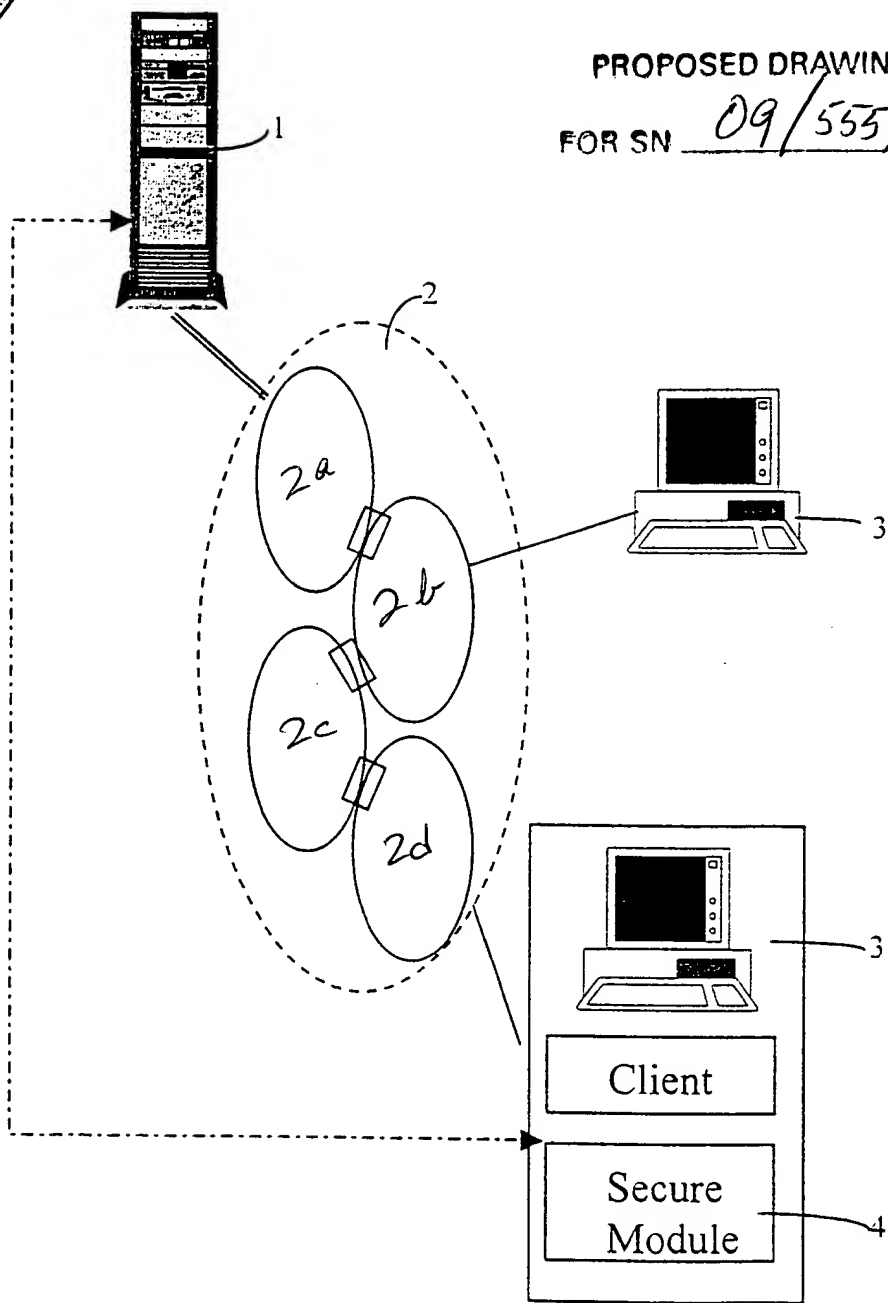 PROPOSED DRAWIN
FOR SN 09/555,
1
2
2a
3
2b
2c
2d
3
Client
Secure
Module
4